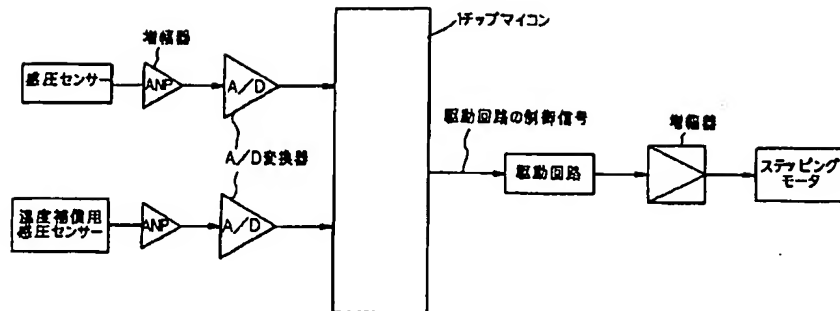 1チップマイコン
増幅器
感圧センサー
ANP
A/D
駆動回路の制御信号
増幅器
A/D変換器
駆動回路
ステッピング
モータ
温度補償用
感圧センサー
ANP
A/D